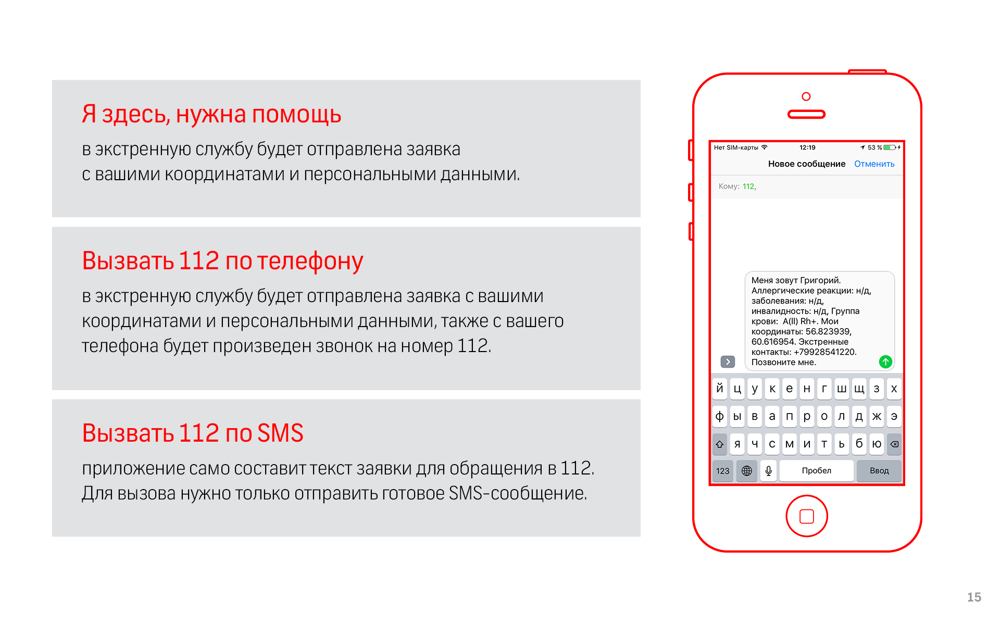 Я здесь, нужна помощь
в экстренную службу будет отправлена заявка
с вашими координатами и персональными данными.
Вызвать 112 по телефону
в экстренную службу будет отправлена заявка с вашими
координатами и персональными данными, также с вашего
телефона будет произведен звонок на номер 112.
Вызвать 112 по SMS
приложение само составит текст заявки для обращения в 112.
Для вызова нужно только отправить готовое SMS-сообщение.
Нет SIM-карты 12:19 53 %
Новое сообщение Отменить
Кому: 112,
Меня зовут Григорий.
Аллергические реакции: н/д,
заболевания: н/д,
инвалидность: н/д, Группа
крови:  A(II) Rh+. Мои
координаты: 56.823939,
60.616954. Экстренные
контакты: +79928541220.
Позвоните мне.
й ц у к е н г ш щ з х
ф ы в а п р о л д ж э
я ч с м и т ь б ю
123 Пробел Ввод
15